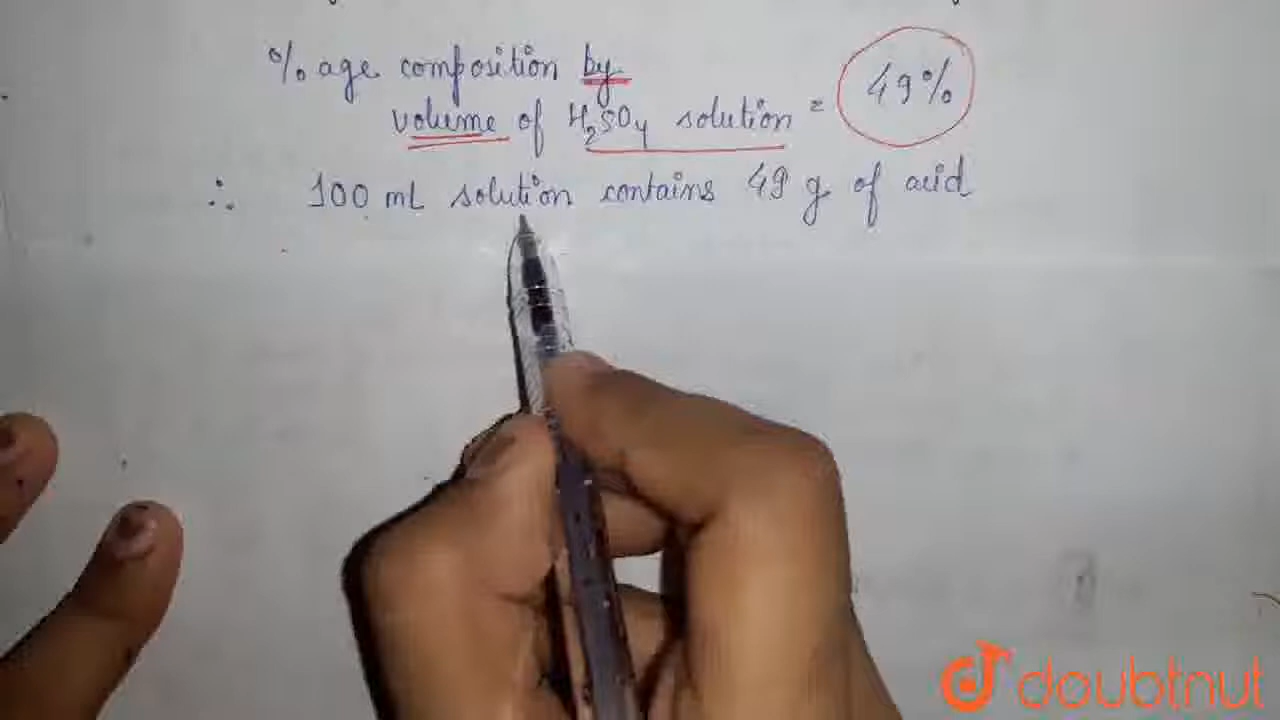 % age composition by
volume of H₂SO₄ solution = 49%
∴ 100 ml solution contains 49 g of acid
doubtnut